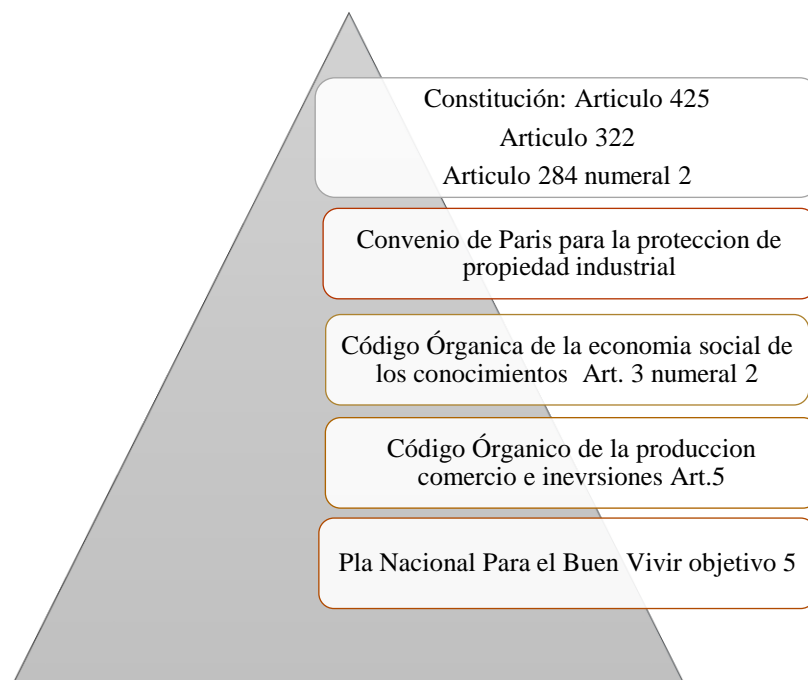 Constitución: Articulo 425
Articulo 322
Articulo 284 numeral 2
Convenio de Paris para la proteccion de
propiedad industrial
Código Órganica de la economia social de
los conocimientos Art. 3 numeral 2
Código Órganico de la produccion
comercio e inevrsiones Art.5
Pla Nacional Para el Buen Vivir objetivo 5